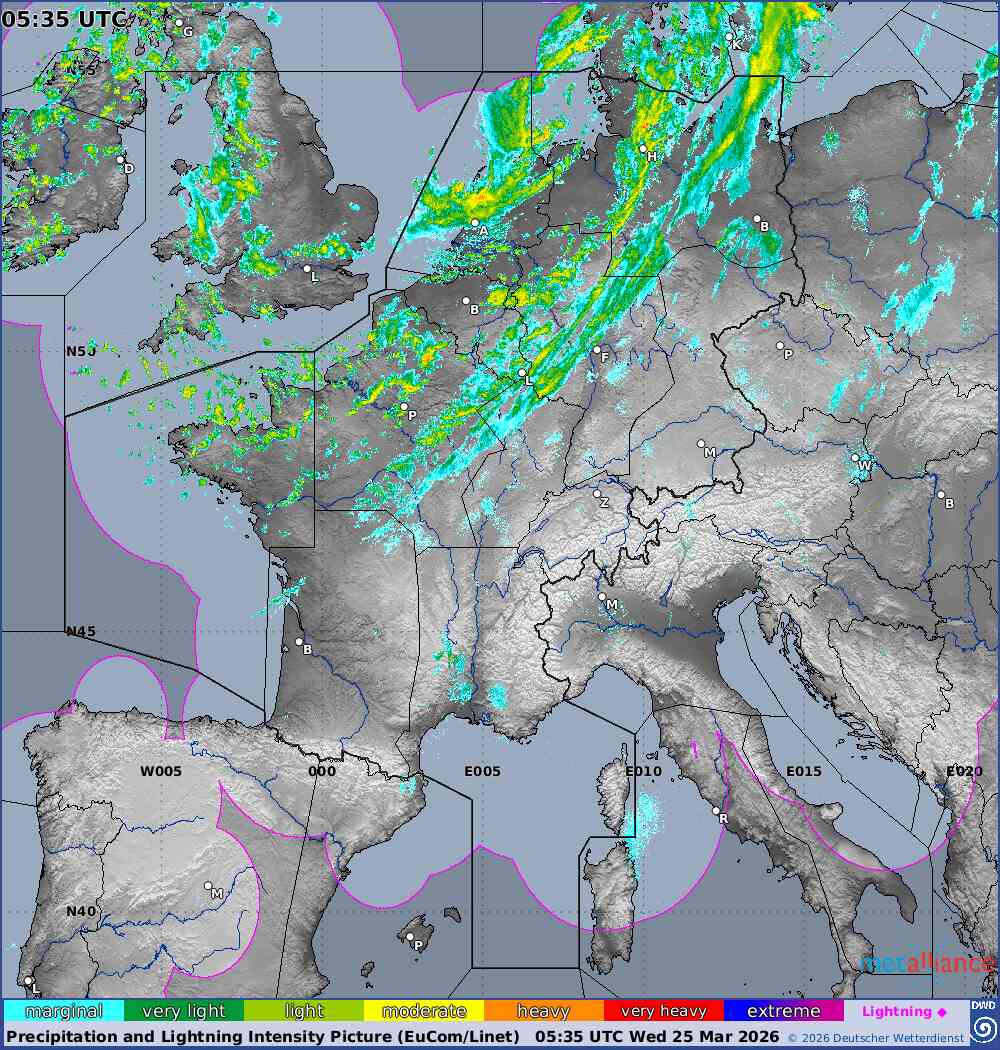 05:35 UTC
G
K
N55
H
D
A
B
L
B
N50
F
P
L
P
M
W
Z
B
M
N45
B
W005
000
E005
E010
E015
E020
R
M
N40
P
L
metalliance
marginal
very light
light
moderate
heavy
very heavy
extreme
Lightning ◆
DWD
Precipitation and Lightning Intensity Picture (EuCom/Linet) 05:35 UTC Wed 25 Mar 2026 © 2026 Deutscher Wetterdienst